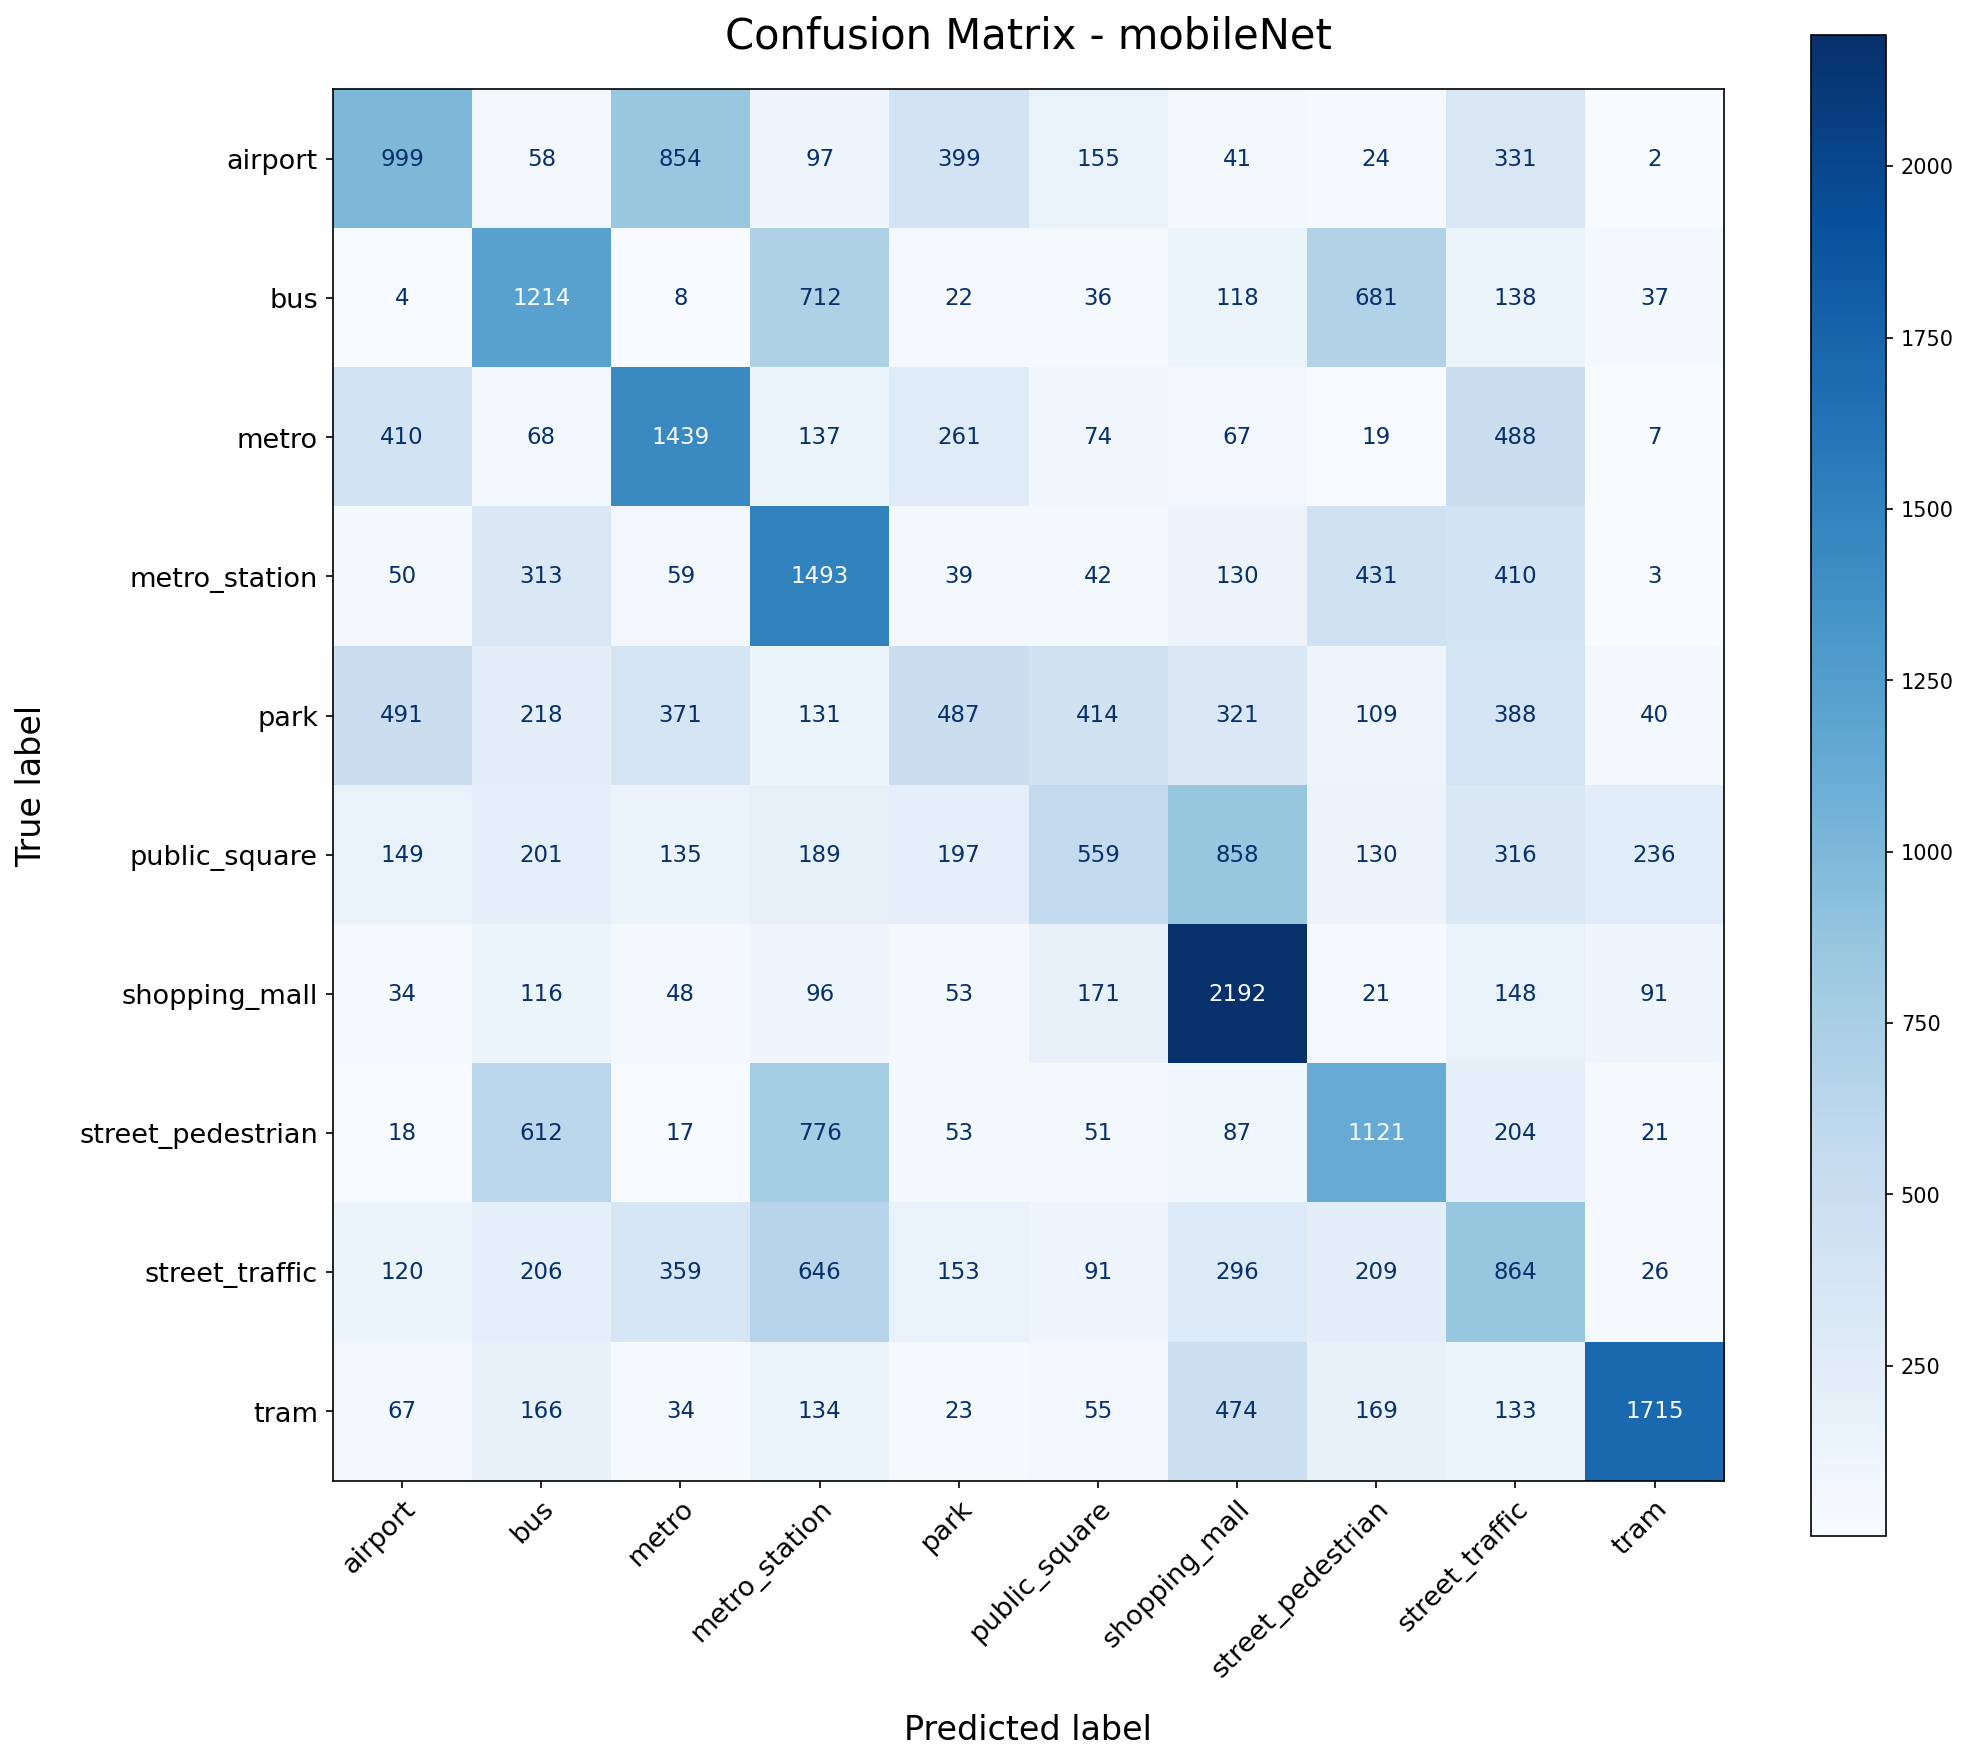 Confusion Matrix - mobileNet
True label
airport 999 58 854 97 399 155 41 24 331 2
bus 4 1214 8 712 22 36 118 681 138 37
metro 410 68 1439 137 261 74 67 19 488 7
metro_station 50 313 59 1493 39 42 130 431 410 3
park 491 218 371 131 487 414 321 109 388 40
public_square 149 201 135 189 197 559 858 130 316 236
shopping_mall 34 116 48 96 53 171 2192 21 148 91
street_pedestrian 18 612 17 776 53 51 87 1121 204 21
street_traffic 120 206 359 646 153 91 296 209 864 26
tram 67 166 34 134 23 55 474 169 133 1715
airport bus metro metro_station park public_square shopping_mall street_pedestrian street_traffic tram
Predicted label
2000
1750
1500
1250
1000
750
500
250